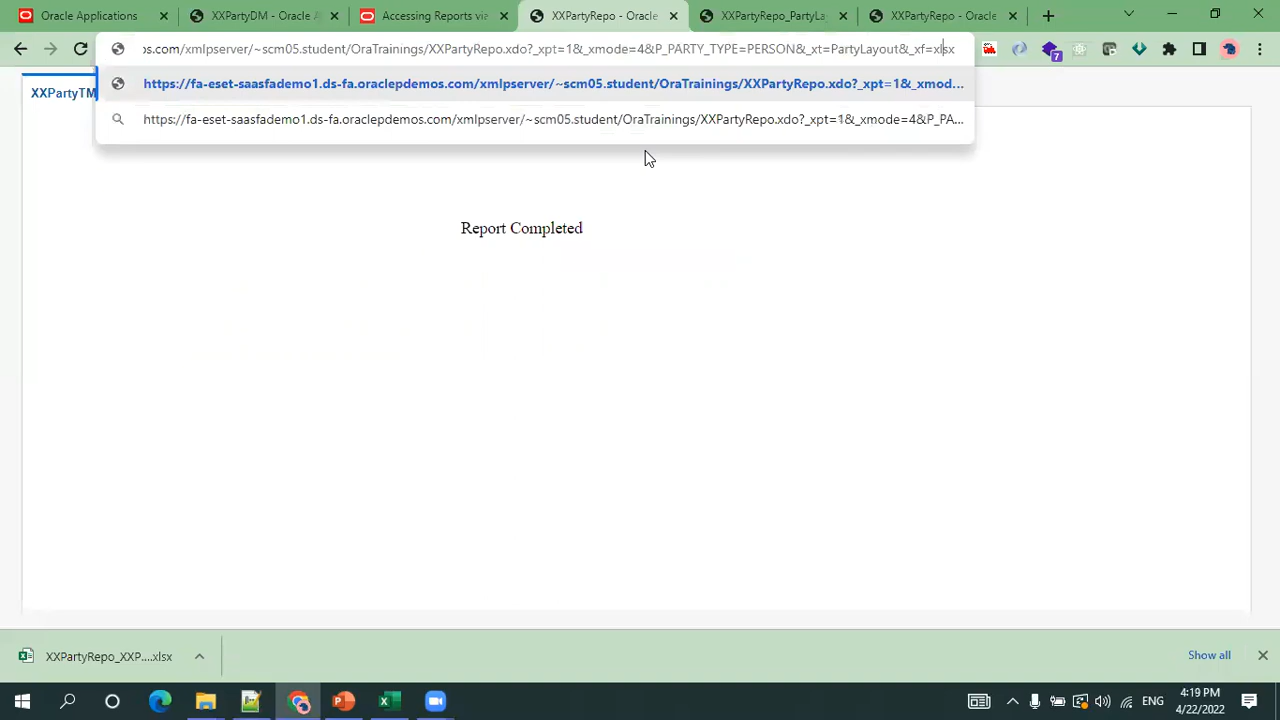 Oracle Applications
XXPartyDM - Oracle A
Accessing Reports via
XXPartyRepo - Oracle
XXPartyRepo_PartyLa
XXPartyRepo - Oracle
os.com/xmlpserver/~scm05.student/OraTrainings/XXPartyRepo.xdo?_xpt=1&_xmode=4&P_PARTY_TYPE=PERSON&_xt=PartyLayout&_xf=xlsx
7
XXPartyTM
https://fa-eset-saasfademo1.ds-fa.oraclepdemos.com/xmlpserver/~scm05.student/OraTrainings/XXPartyRepo.xdo?_xpt=1&_xmod...
https://fa-eset-saasfademo1.ds-fa.oraclepdemos.com/xmlpserver/~scm05.student/OraTrainings/XXPartyRepo.xdo?_xpt=1&_xmode=4&P_PA...
Report Completed
XXPartyRepo_XXP....xlsx
Show all
ENG
4:19 PM
4/22/2022